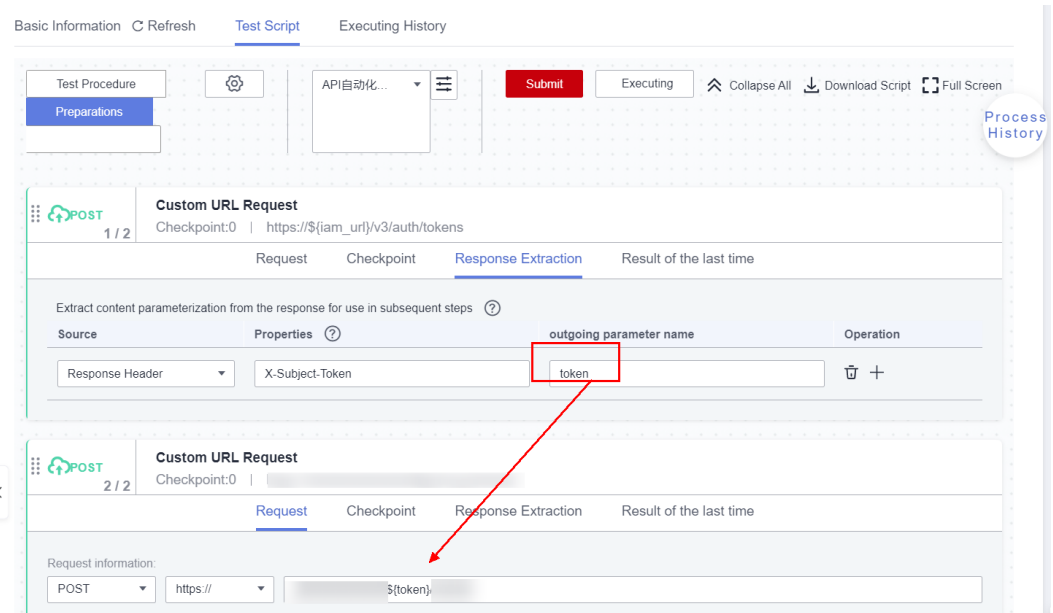 Basic Information Refresh Test Script Executing History
Test Procedure API自动化... Submit Executing Collapse All Download Script Full Screen
Preparations
Process
History
POST Custom URL Request
1 / 2 Checkpoint:0 | https://${iam_url}/v3/auth/tokens
Request Checkpoint Response Extraction Result of the last time
Extract content parameterization from the response for use in subsequent steps ?
Source Properties ? outgoing parameter name Operation
Response Header X-Subject-Token token
POST Custom URL Request
2 / 2 Checkpoint:0 |
Request Checkpoint Response Extraction Result of the last time
Request information:
POST https:// ${token}